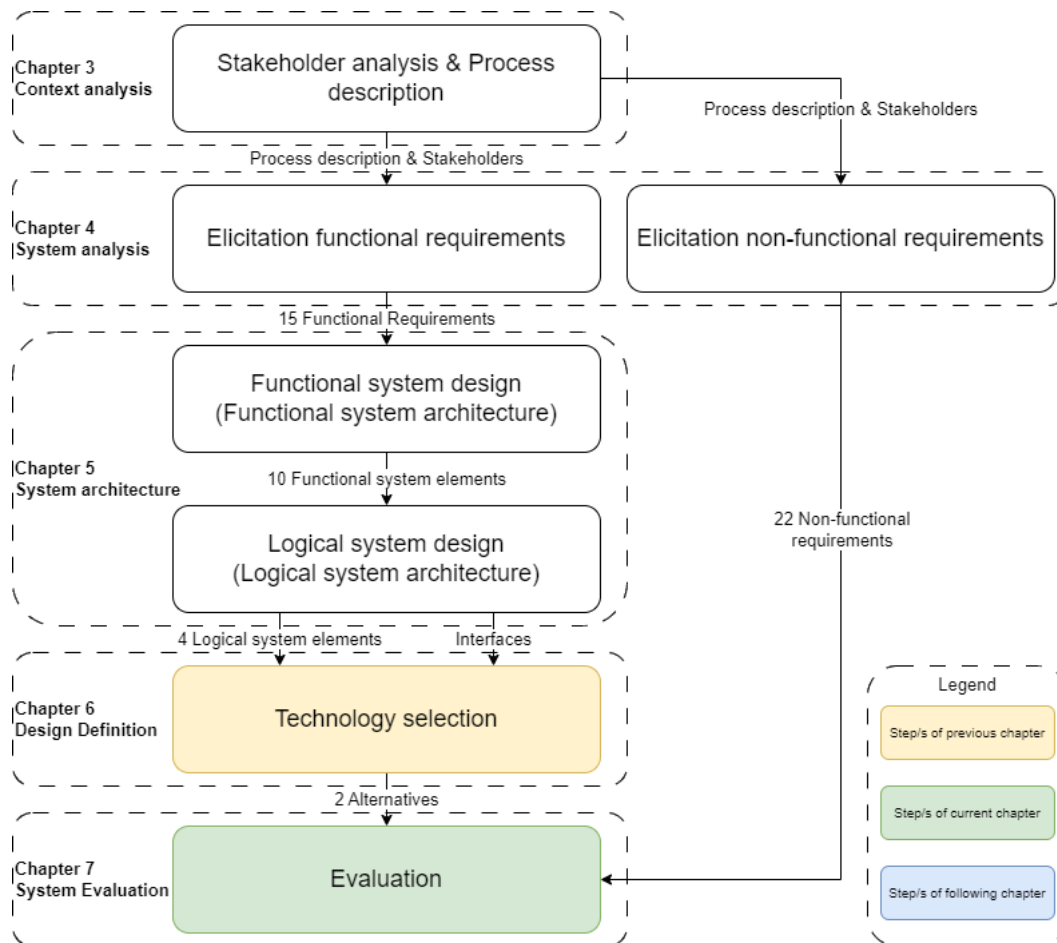 Chapter 3
Context analysis
Stakeholder analysis & Process
description
Process description & Stakeholders
Process description & Stakeholders
Chapter 4
System analysis
Elicitation functional requirements
Elicitation non-functional requirements
15 Functional Requirements
Chapter 5
System architecture
Functional system design
(Functional system architecture)
10 Functional system elements
Logical system design
(Logical system architecture)
22 Non-functional
requirements
4 Logical system elements
Interfaces
Chapter 6
Design Definition
Technology selection
2 Alternatives
Chapter 7
System Evaluation
Evaluation
Legend
Step/s of previous chapter
Step/s of current chapter
Step/s of following chapter